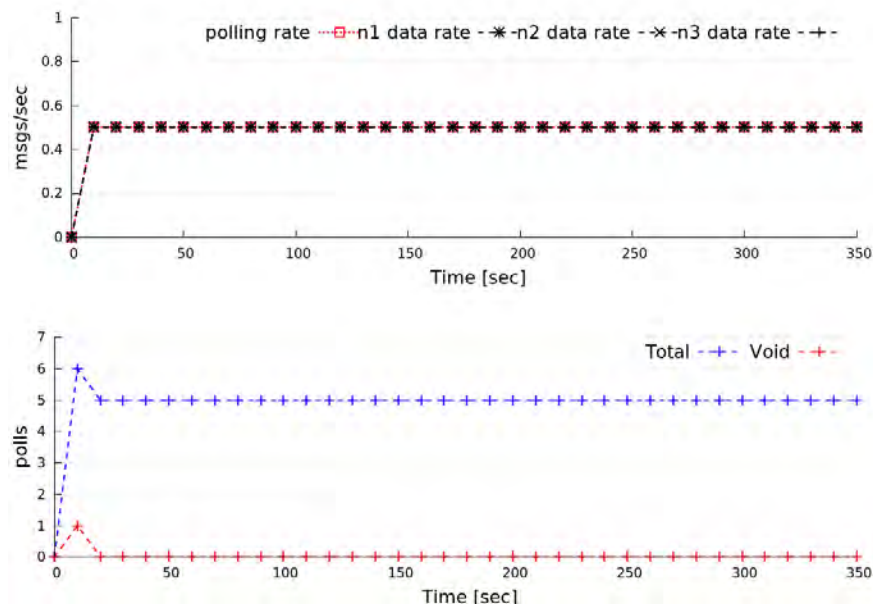 1
polling rate n1 data rate n2 data rate n3 data rate
0.8
0.6
0.4
0.2
0
msgs/sec
0 50 100 150 200 250 300 350
Time [sec]
7
Total Void
6
5
4
3
2
1
0
polls
0 50 100 150 200 250 300 350
Time [sec]